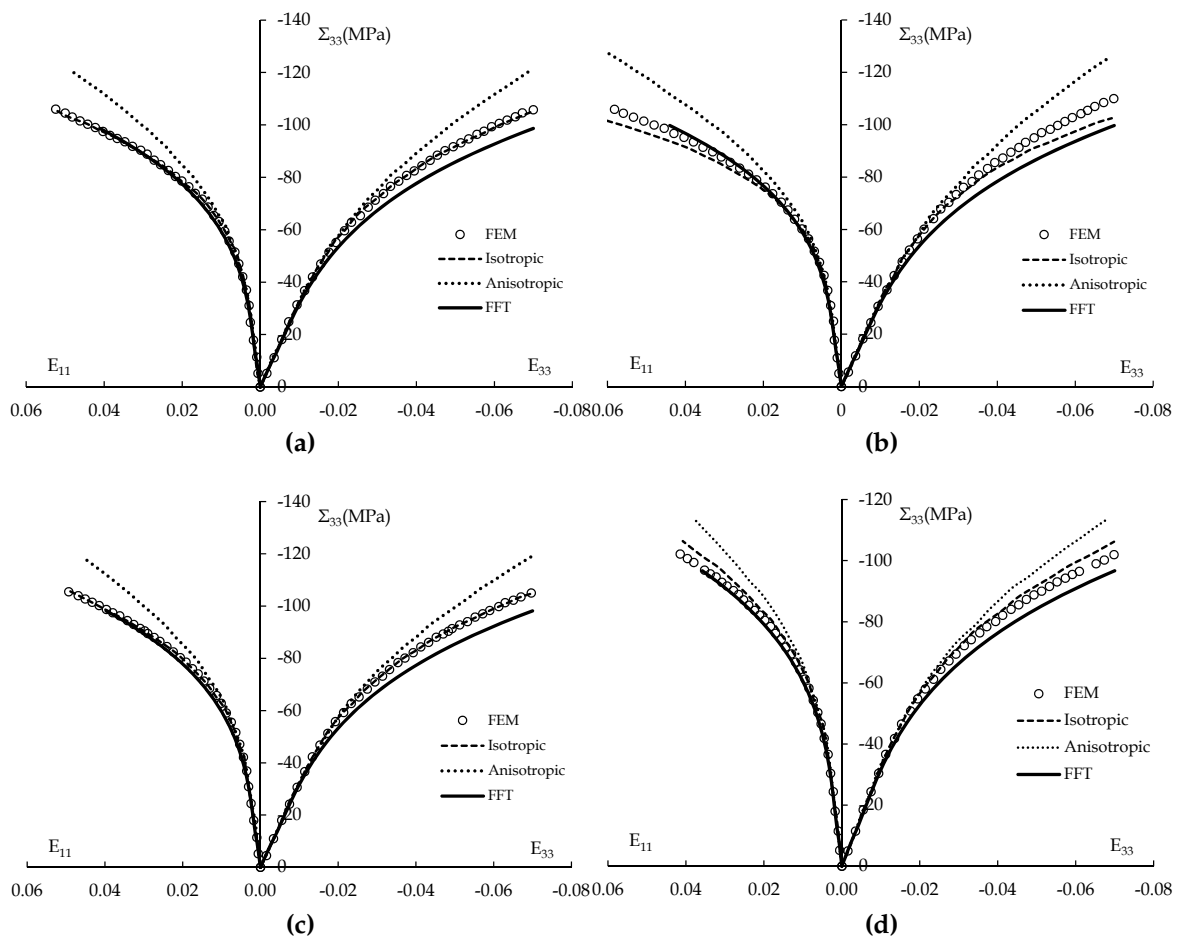 -140
Σ33(MPa)
-120
-100
-80
-60
-40
-20
0
FEM
Isotropic
Anisotropic
FFT
E11
E33
0.06 0.04 0.02 0.00 -0.02 -0.04 -0.06 -0.08
(a)
-140
Σ33(MPa)
-120
-100
-80
-60
-40
-20
0
FEM
Isotropic
Anisotropic
FFT
E11
E33
0.06 0.04 0.02 0 -0.02 -0.04 -0.06 -0.08
(b)
-140
Σ33(MPa)
-120
-100
-80
-60
-40
-20
0
FEM
Isotropic
Anisotropic
FFT
E11
E33
0.06 0.04 0.02 0.00 -0.02 -0.04 -0.06 -0.08
(c)
-120
Σ33(MPa)
-100
-80
-60
-40
-20
0
FEM
Isotropic
Anisotropic
FFT
E11
E33
0.06 0.04 0.02 0.00 -0.02 -0.04 -0.06 -0.08
(d)